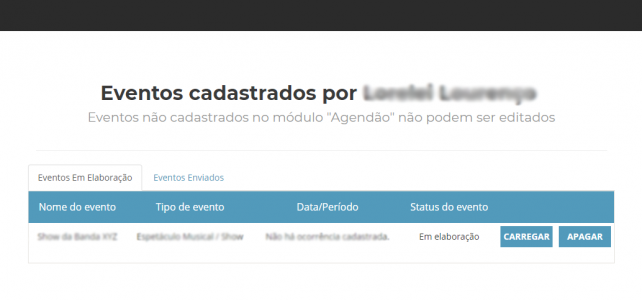 Eventos cadastrados por
Eventos não cadastrados no módulo "Agendão" não podem ser editados
Eventos Em Elaboração Eventos Enviados
Nome do evento Tipo de evento Data/Período Status do evento
Show da Banda XYZ Espetáculo Musical / Show Não há ocorrência cadastrada. Em elaboração CARREGAR APAGAR